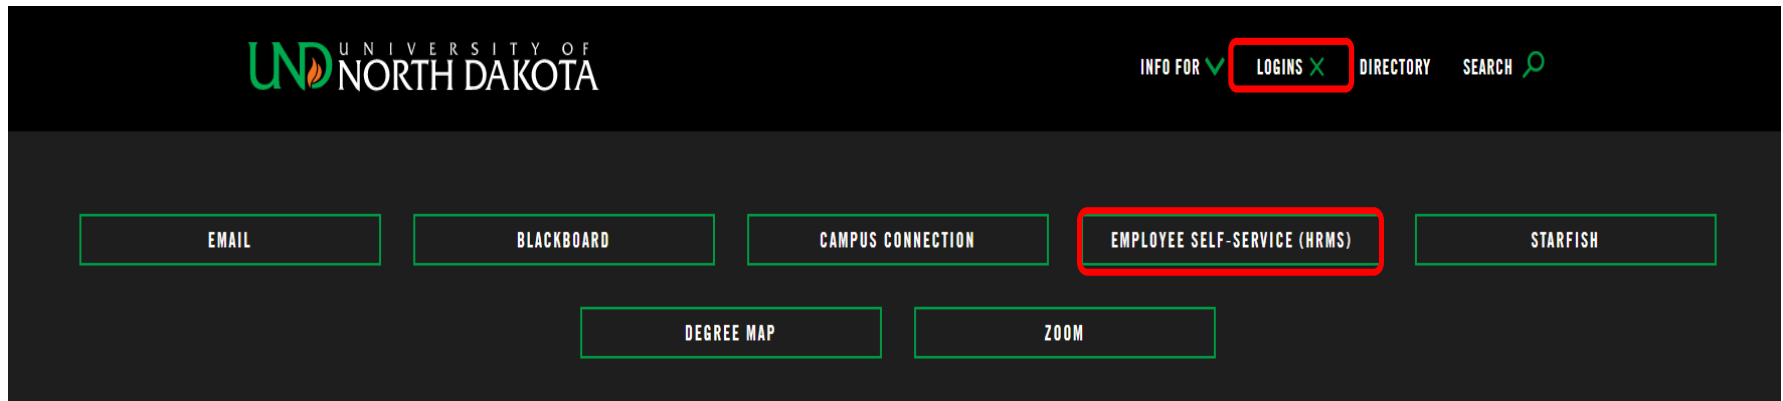 UND UNIVERSITY OF
NORTH DAKOTA
INFO FOR LOGINS DIRECTORY SEARCH
EMAIL BLACKBOARD CAMPUS CONNECTION EMPLOYEE SELF-SERVICE (HRMS) STARFISH
DEGREE MAP ZOOM